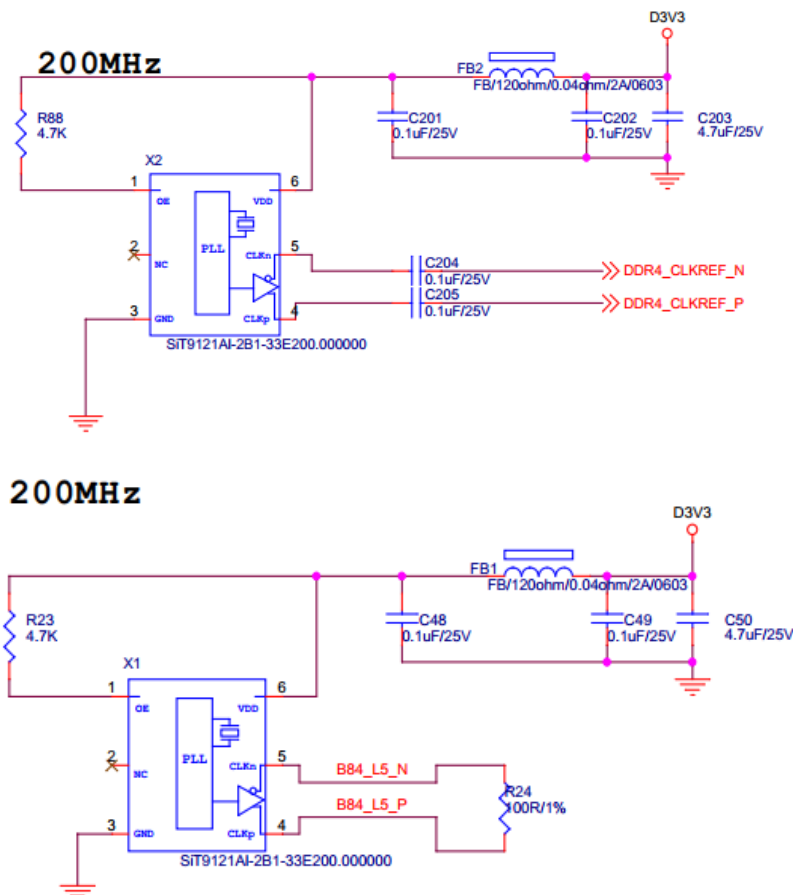 D3V3
200MHz
FB2
FB/120ohm/0.04ohm/2A/0603
R88
4.7K
C201
0.1uF/25V
C202
0.1uF/25V
C203
4.7uF/25V
X2
1
OE
VDD
6
PLL
2
NC
CLKn
5
C204
0.1uF/25V
DDR4_CLKREF_N
C205
0.1uF/25V
DDR4_CLKREF_P
3
GND
CLKp
4
SiT9121AI-2B1-33E200.000000
200MHz
D3V3
FB1
FB/120ohm/0.04ohm/2A/0603
R23
4.7K
C48
0.1uF/25V
C49
0.1uF/25V
C50
4.7uF/25V
X1
1
OE
VDD
6
PLL
2
NC
CLKn
5
B84_L5_N
R24
100R/1%
B84_L5_P
3
GND
CLKp
4
SiT9121AI-2B1-33E200.000000